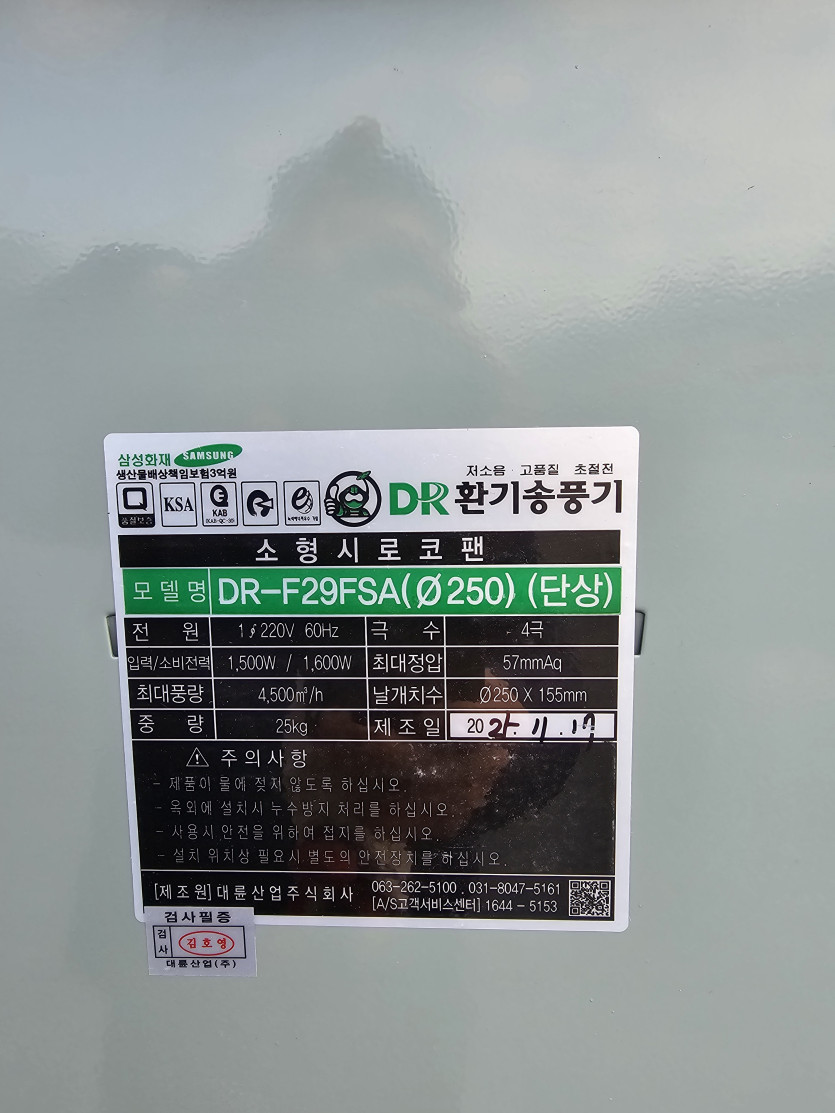 삼성화재 SAMSUNG
생산물배상책임보험3억원
저소음 고품질 초절전
Q 품질보증 KSA KAB DR 환기송풍기
소형시로코팬
모델명 DR-F29FSA(Ø250) (단상)
전 원 1ø220V 60Hz 극 수 4극
입력/소비전력 1,500W / 1,600W 최대정압 57mmAq
최대풍량 4,500㎥/h 날개치수 Ø250 X 155mm
중 량 25kg 제조일 20
주의사항
- 제품이 물에 젖지 않도록 하십시오.
- 옥외에 설치시 누수방지 처리를 하십시오.
- 사용시 안전을 위하여 접지를 하십시오.
- 설치 위치상 필요시 별도의 안전장치를 하십시오.
[제조원] 대륜산업주식회사 063-262-5100 . 031-8047-5161
[A/S고객서비스센터] 1644 - 5153
검사필증
검사 김호영
대륜산업(주)